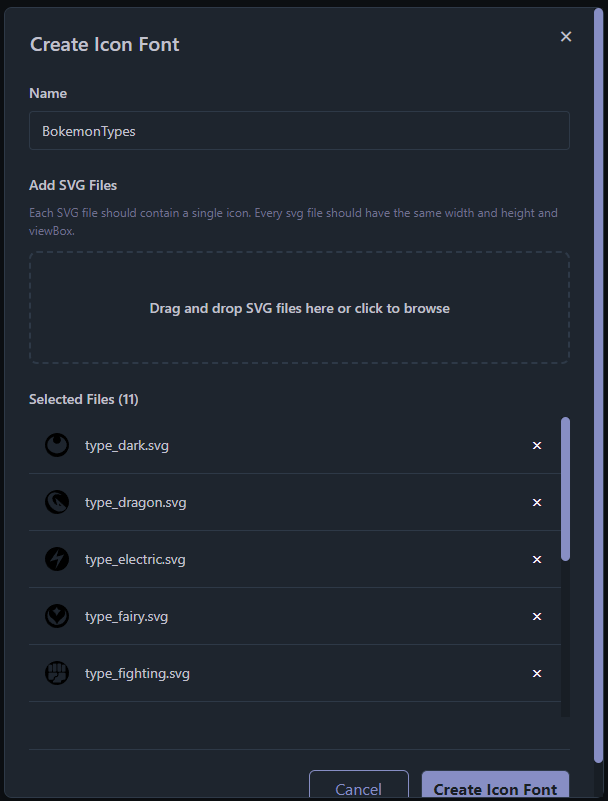 Create Icon Font
Name
BokemonTypes
Add SVG Files
Each SVG file should contain a single icon. Every svg file should have the same width and height and
viewBox.
Drag and drop SVG files here or click to browse
Selected Files (11)
type_dark.svg
type_dragon.svg
type_electric.svg
type_fairy.svg
type_fighting.svg
Cancel
Create Icon Font